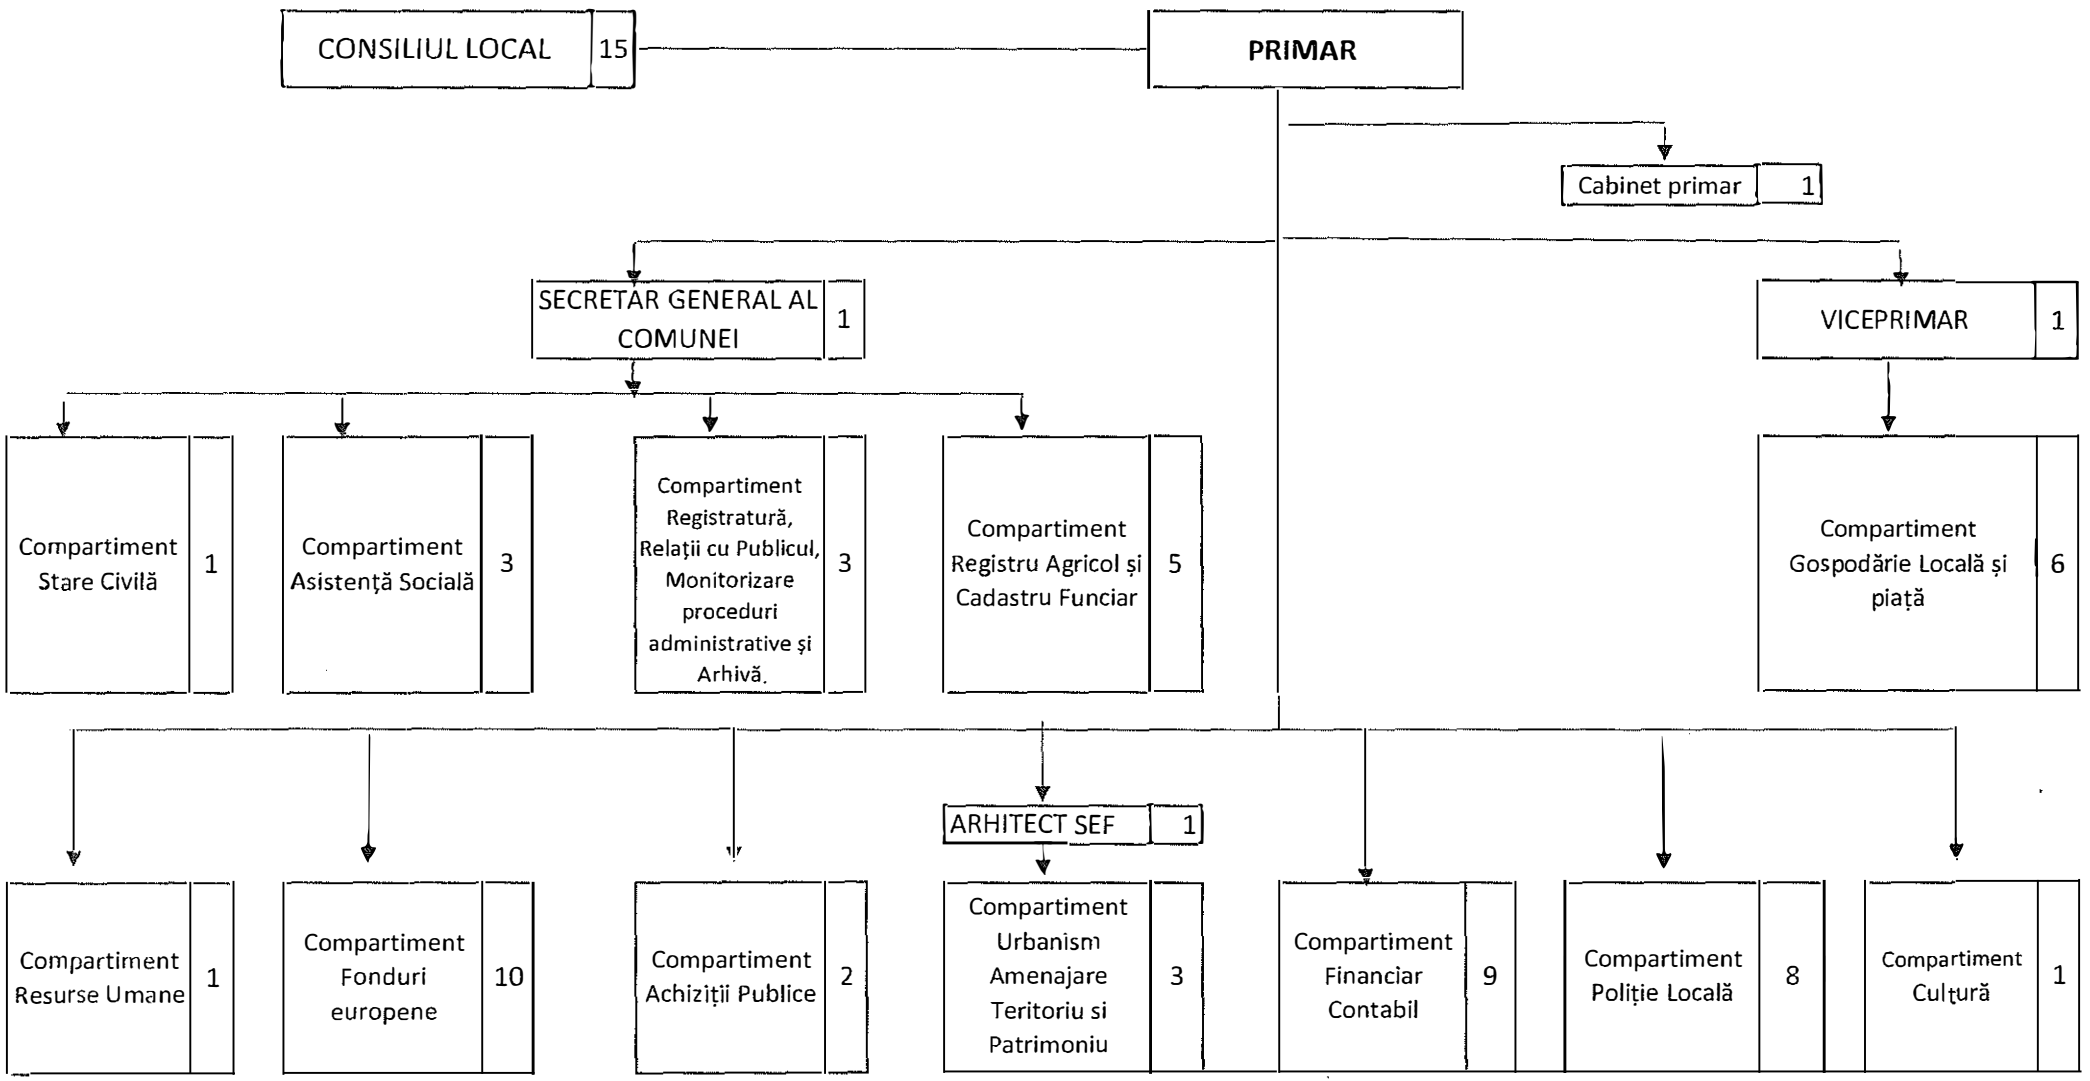 CONSILIUL LOCAL 15
PRIMAR
Cabinet primar 1
SECRETAR GENERAL AL
COMUNEI
1
VICEPRIMAR 1
Compartiment
Stare Civilă
1
Compartiment
Asistență Socială
3
Compartiment
Registratură,
Relații cu Publicul,
Monitorizare
proceduri
administrative și
Arhivă.
3
Compartiment
Registru Agricol și
Cadastru Funciar
5
Compartiment
Gospodărie Locală și
piață
6
ARHITECT SEF 1
Compartiment
Resurse Umane
1
Compartiment
Fonduri
europene
10
Compartiment
Achiziții Publice
2
Compartiment
Urbanism
Amenajare
Teritoriu si
Patrimoniu
3
Compartiment
Financiar
Contabil
9
Compartiment
Poliție Locală
8
Compartiment
Cultură
1